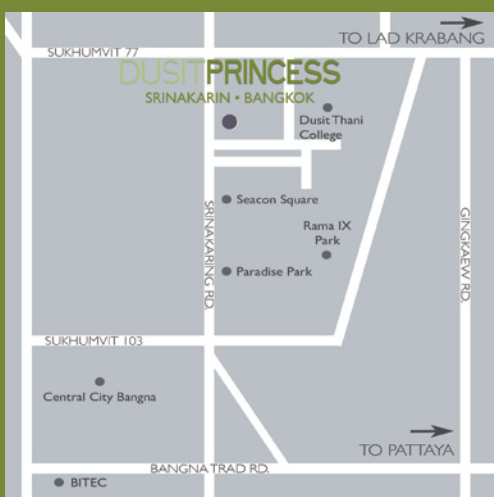 TO LAD KRABANG
SUKHUMVIT 77
DUSITPRINCESS
SRINAKARIN • BANGKOK
Dusit Thani
College
Seacon Square
SRINAKARING RD.
Rama IX
Park
GINGKAEW RD.
Paradise Park
SUKHUMVIT 103
Central City Bangna
TO PATTAYA
BANGNA TRAD RD.
BITEC